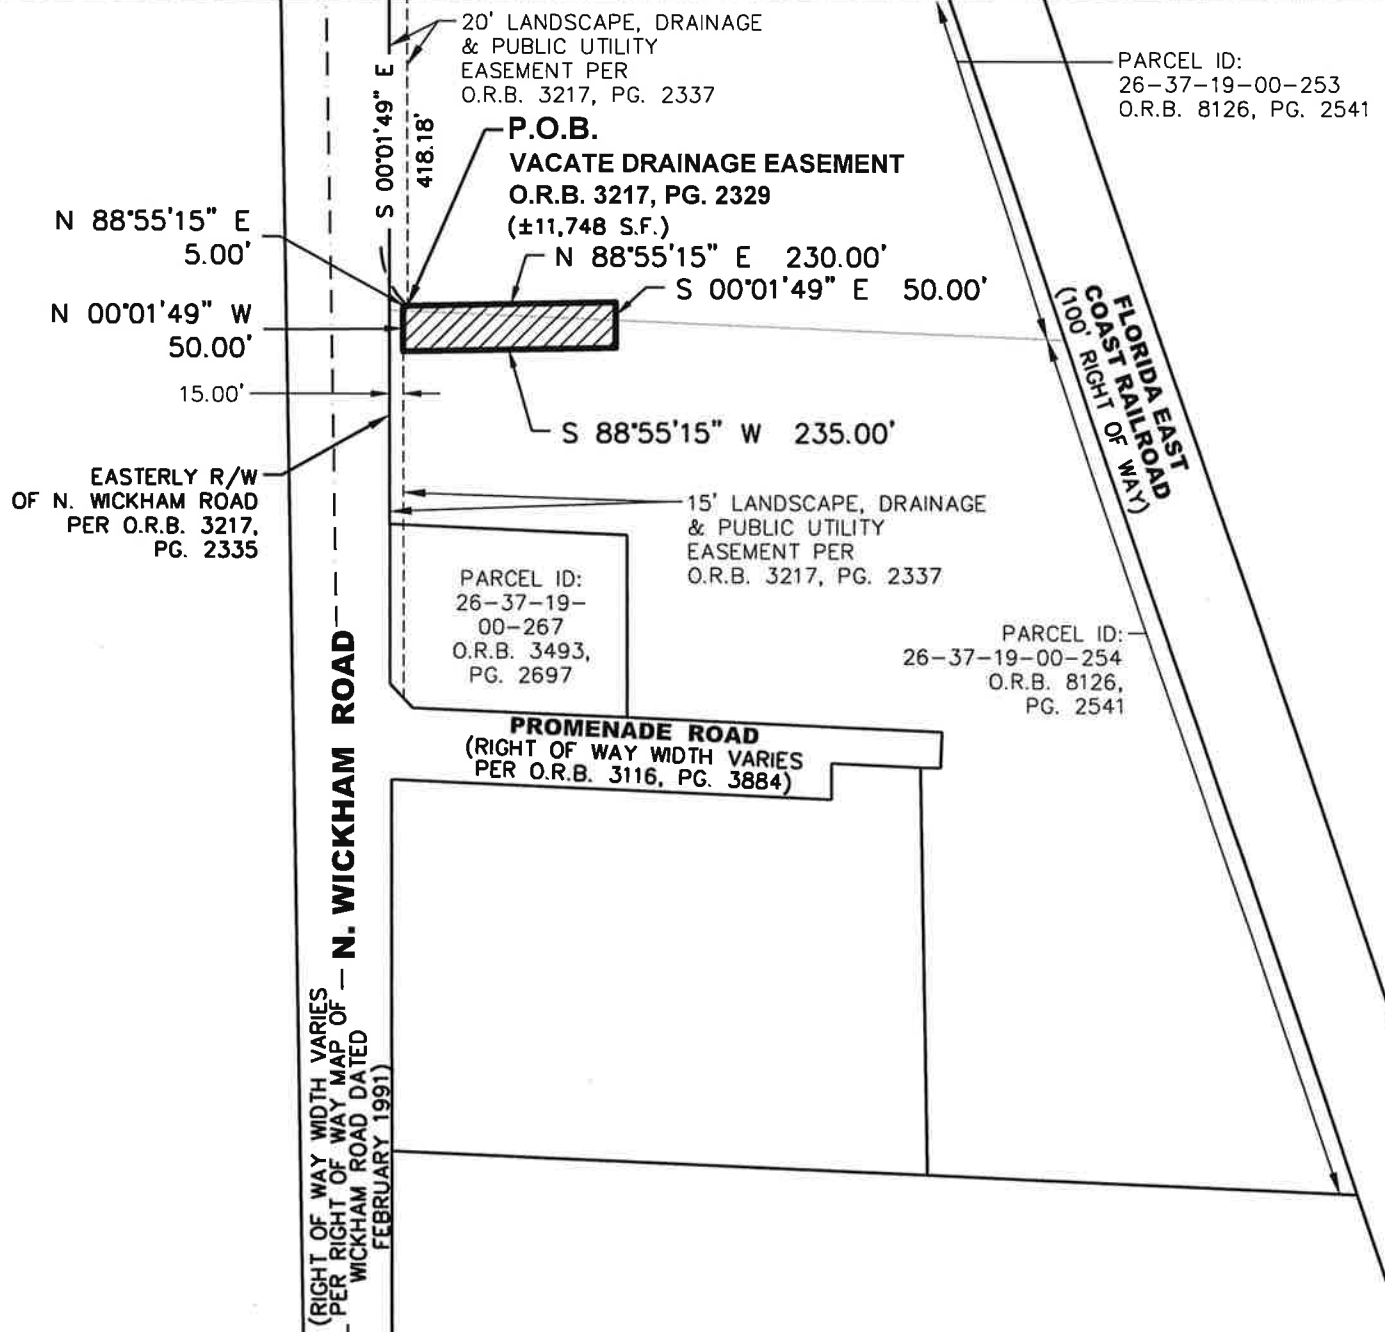 20' LANDSCAPE, DRAINAGE
& PUBLIC UTILITY
EASEMENT PER
O.R.B. 3217, PG. 2337
PARCEL ID:
26-37-19-00-253
O.R.B. 8126, PG. 2541
S 00°01'49" E
418.18'
P.O.B.
VACATE DRAINAGE EASEMENT
O.R.B. 3217, PG. 2329
(±11,748 S.F.)
N 88°55'15" E
5.00'
N 88°55'15" E 230.00'
S 00°01'49" E 50.00'
N 00°01'49" W
50.00'
15.00'
S 88°55'15" W 235.00'
FLORIDA EAST
COAST RAILROAD
(100' RIGHT OF WAY)
EASTERLY R/W
OF N. WICKHAM ROAD
PER O.R.B. 3217,
PG. 2335
15' LANDSCAPE, DRAINAGE
& PUBLIC UTILITY
EASEMENT PER
O.R.B. 3217, PG. 2337
PARCEL ID:
26-37-19-
00-267
O.R.B. 3493,
PG. 2697
PARCEL ID:
26-37-19-00-254
O.R.B. 8126,
PG. 2541
PROMENADE ROAD
(RIGHT OF WAY WIDTH VARIES
PER O.R.B. 3116, PG. 3884)
N. WICKHAM ROAD
(RIGHT OF WAY WIDTH VARIES
PER RIGHT OF WAY MAP OF
WICKHAM ROAD DATED
FEBRUARY 1991)